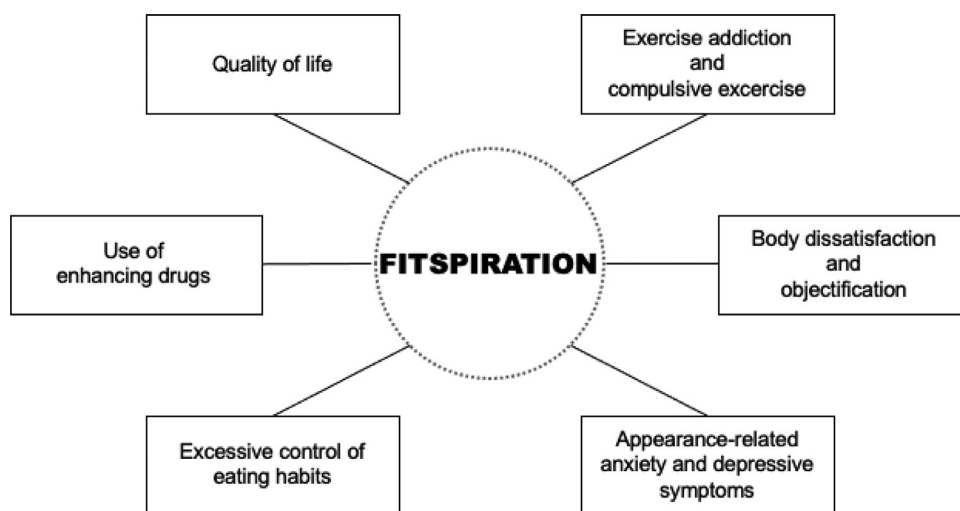 Quality of life
Exercise addiction
and
compulsive excercise
Use of
enhancing drugs
FITSPIRATION
Body dissatisfaction
and
objectification
Excessive control of
eating habits
Appearance-related
anxiety and depressive
symptoms